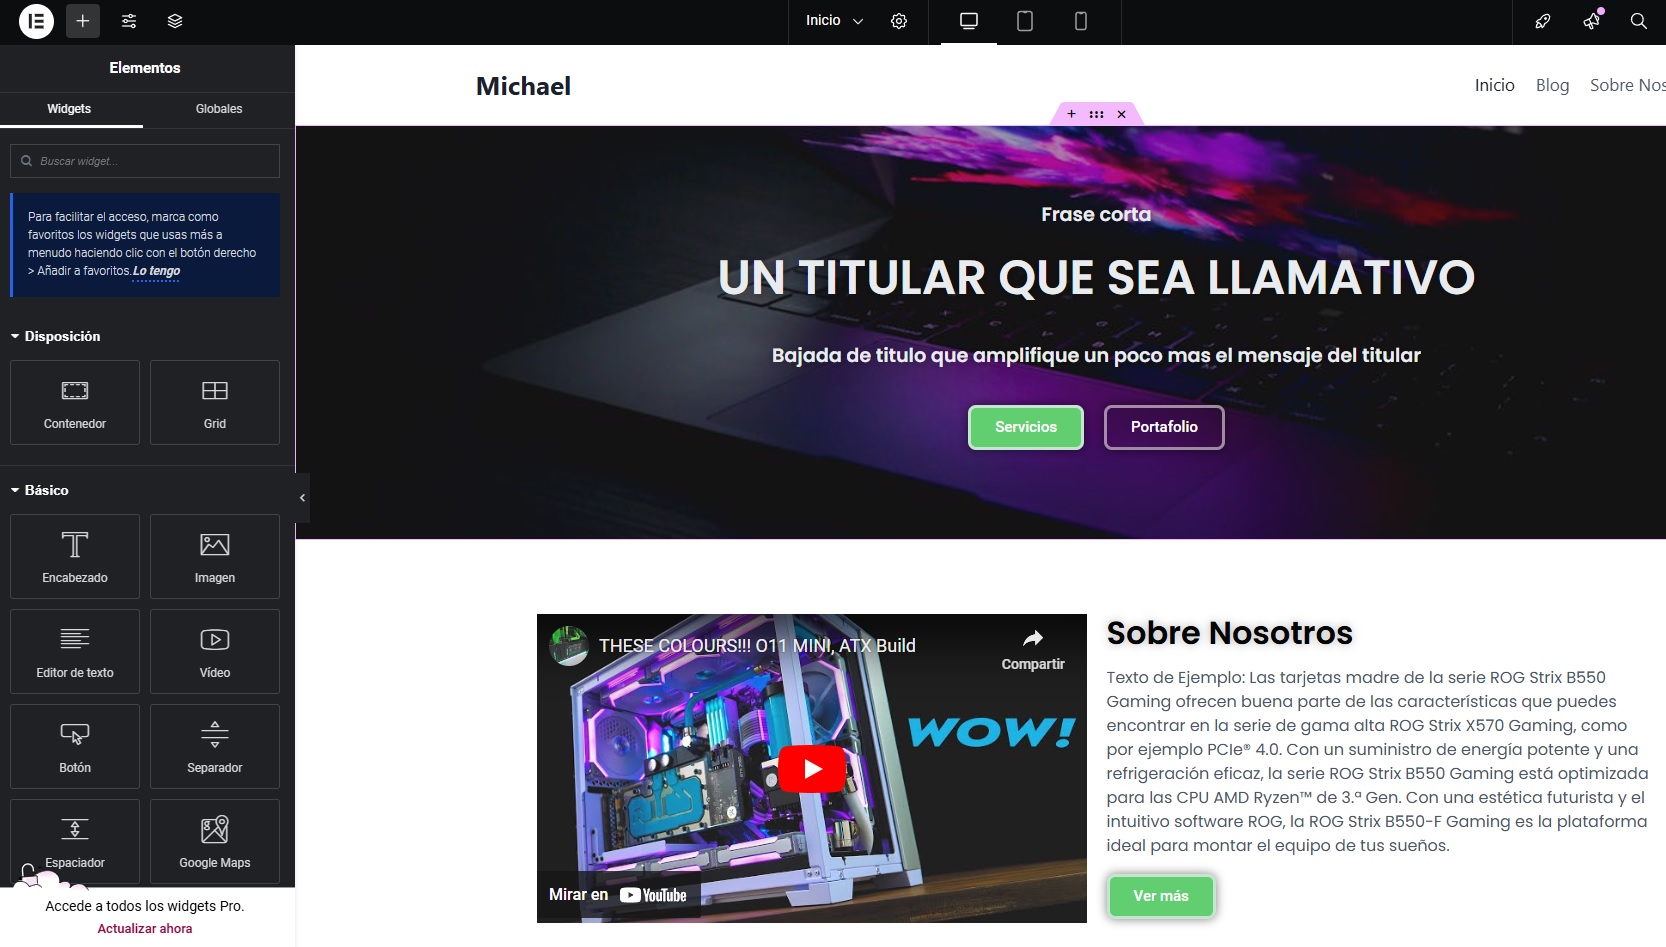 Inicio
Elementos
Widgets
Globales
Buscar widget...
Para facilitar el acceso, marca como
favoritos los widgets que usas más a
menudo haciendo clic con el botón derecho
> Añadir a favoritos.Lo tengo
Disposición
Contenedor
Grid
Básico
Encabezado
Imagen
Editor de texto
Vídeo
Botón
Separador
Espaciador
Google Maps
Accede a todos los widgets Pro.
Actualizar ahora
Michael
Inicio
Blog
Sobre Nos
Frase corta
UN TITULAR QUE SEA LLAMATIVO
Bajada de titulo que amplifique un poco mas el mensaje del titular
Servicios
Portafolio
THESE COLOURS!!! O11 MINI, ATX Build
Compartir
WOW!
Mirar en YouTube
Sobre Nosotros
Texto de Ejemplo: Las tarjetas madre de la serie ROG Strix B550
Gaming ofrecen buena parte de las características que puedes
encontrar en la serie de gama alta ROG Strix X570 Gaming, como
por ejemplo PCIe® 4.0. Con un suministro de energía potente y una
refrigeración eficaz, la serie ROG Strix B550 Gaming está optimizada
para las CPU AMD Ryzen™ de 3.ª Gen. Con una estética futurista y el
intuitivo software ROG, la ROG Strix B550-F Gaming es la plataforma
ideal para montar el equipo de tus sueños.
Ver más